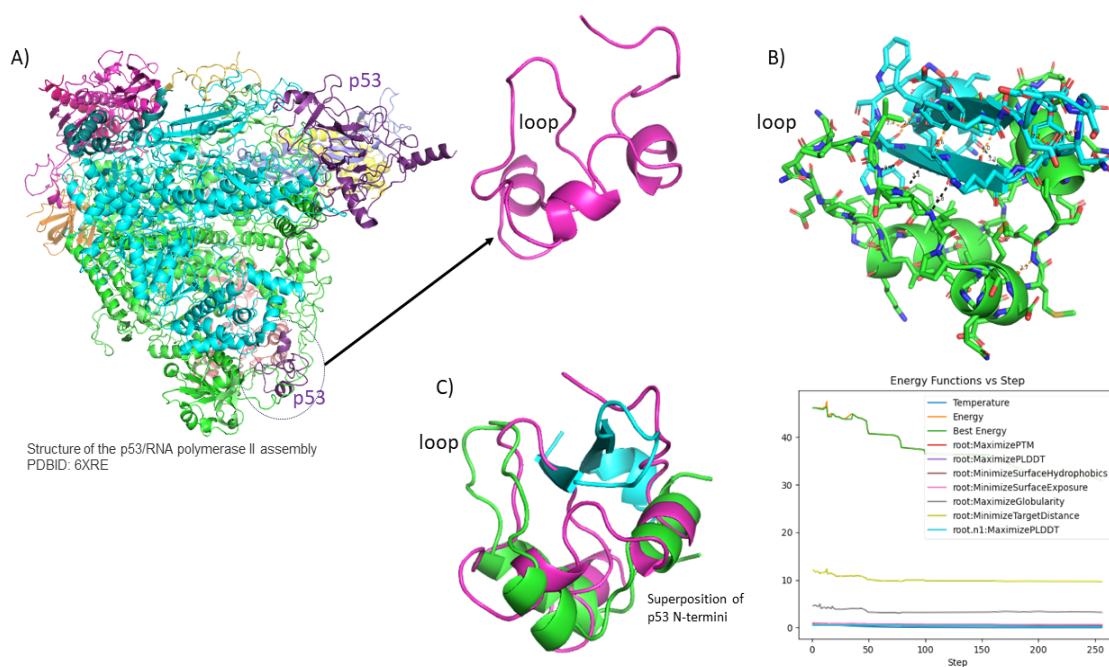 A)
p53
loop
p53
Structure of the p53/RNA polymerase II assembly
PDBID: 6XRE
B)
loop
C)
loop
Superposition of
p53 N-termini
Energy Functions vs Step
Temperature
Energy
Best Energy
root:MaximizePTM
root:MaximizePLDDT
root:MinimizeSurfaceHydrophobics
root:MinimizeSurfaceExposure
root:MaximizeGlobularity
root:MinimizeTargetDistance
root.n1:MaximizePLDDT
40
30
20
10
0
0 50 100 150 200 250
Step